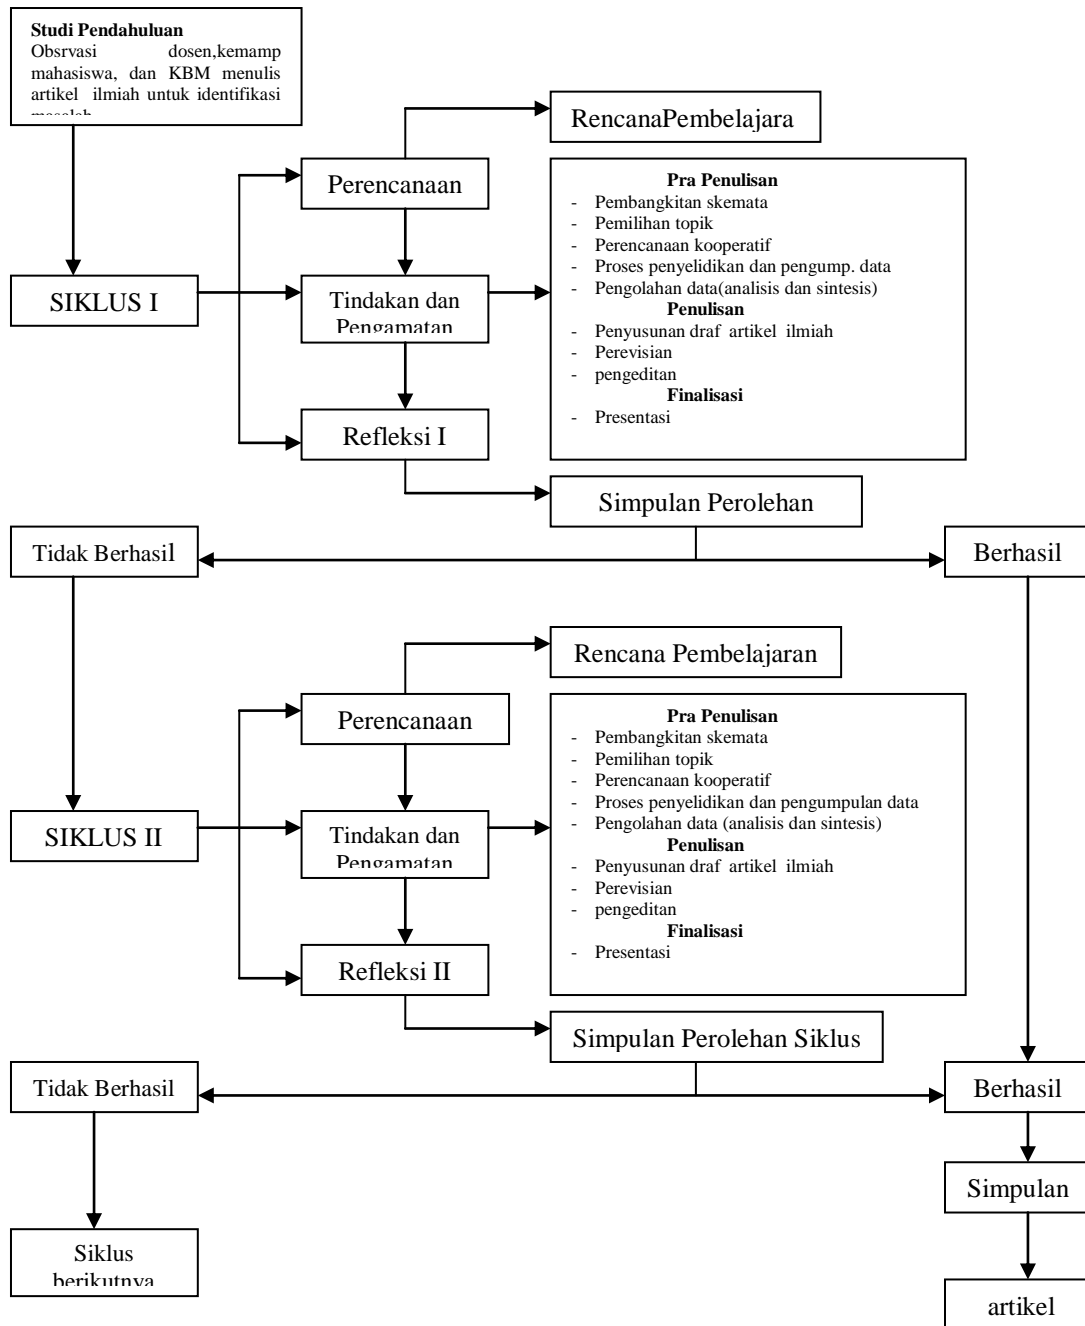 Studi Pendahuluan
Obsrvasi dosen,kemamp
mahasiswa, dan KBM menulis
artikel ilmiah untuk identifikasi
masalah
RencanaPembelajara
Perencanaan
Pra Penulisan
- Pembangkitan skemata
- Pemilihan topik
- Perencanaan kooperatif
- Proses penyelidikan dan pengump. data
- Pengolahan data(analisis dan sintesis)
Penulisan
- Penyusunan draf artikel ilmiah
- Perevisian
- pengeditan
Finalisasi
- Presentasi
SIKLUS I
Tindakan dan
Pengamatan
Refleksi I
Simpulan Perolehan
Tidak Berhasil
Berhasil
Rencana Pembelajaran
Perencanaan
Pra Penulisan
- Pembangkitan skemata
- Pemilihan topik
- Perencanaan kooperatif
- Proses penyelidikan dan pengumpulan data
- Pengolahan data (analisis dan sintesis)
Penulisan
- Penyusunan draf artikel ilmiah
- Perevisian
- pengeditan
Finalisasi
- Presentasi
SIKLUS II
Tindakan dan
Pengamatan
Refleksi II
Simpulan Perolehan Siklus
Tidak Berhasil
Berhasil
Simpulan
Siklus
berikutnya
artikel